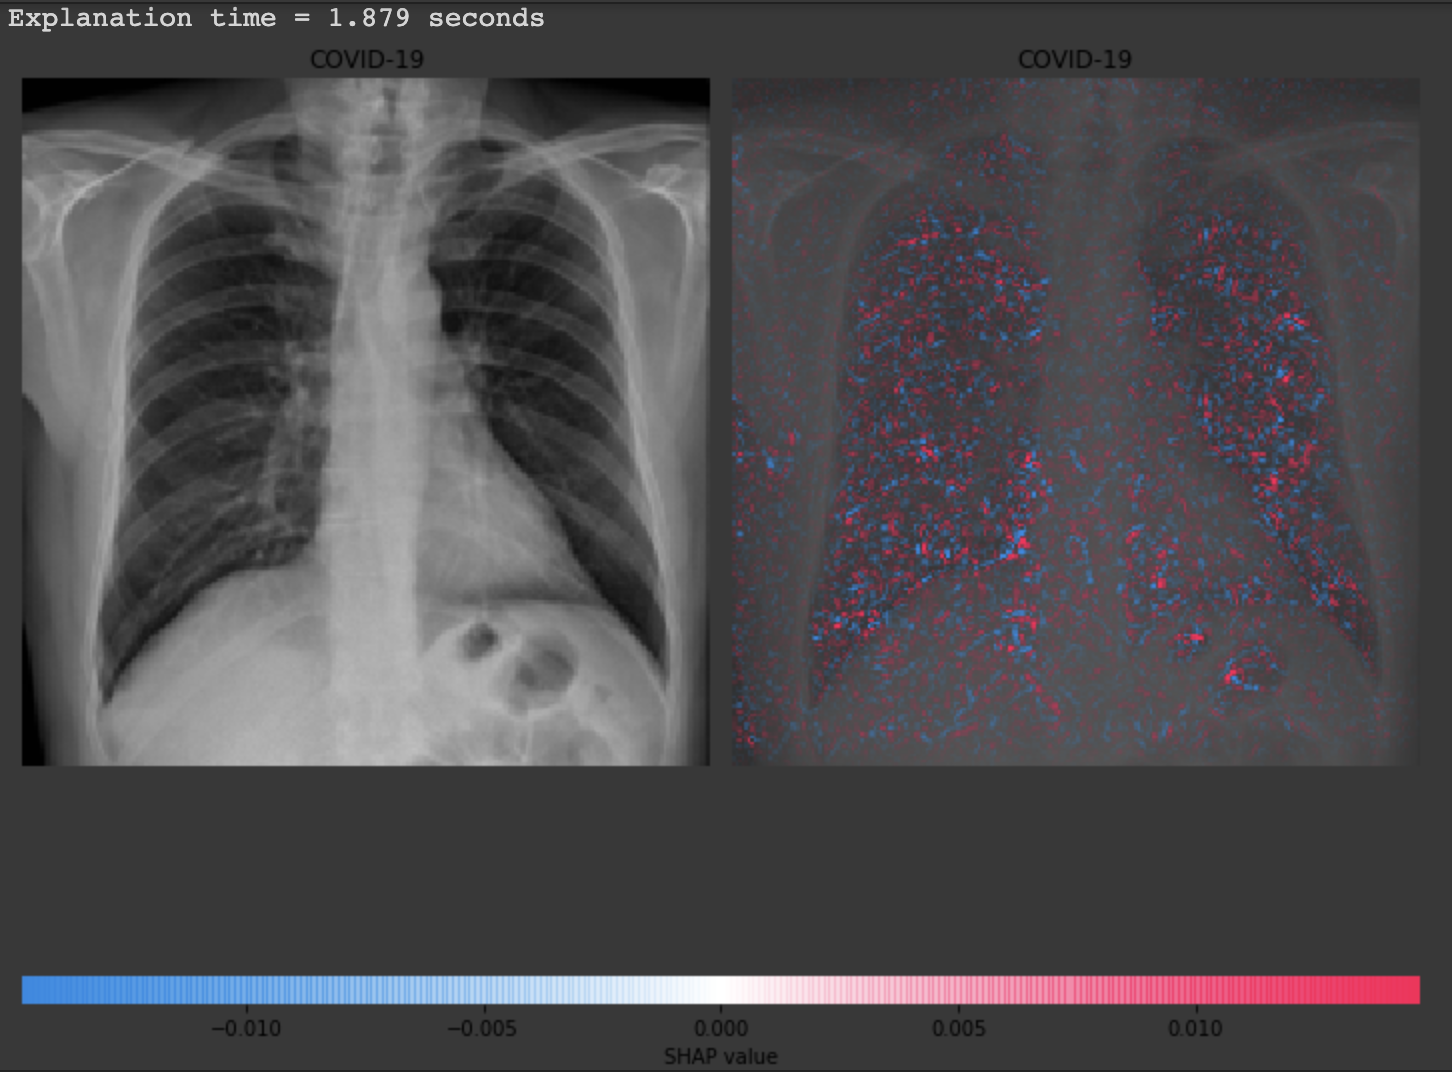 Explanation time = 1.879 seconds
COVID-19 COVID-19
−0.010 −0.005 0.000 0.005 0.010
SHAP value